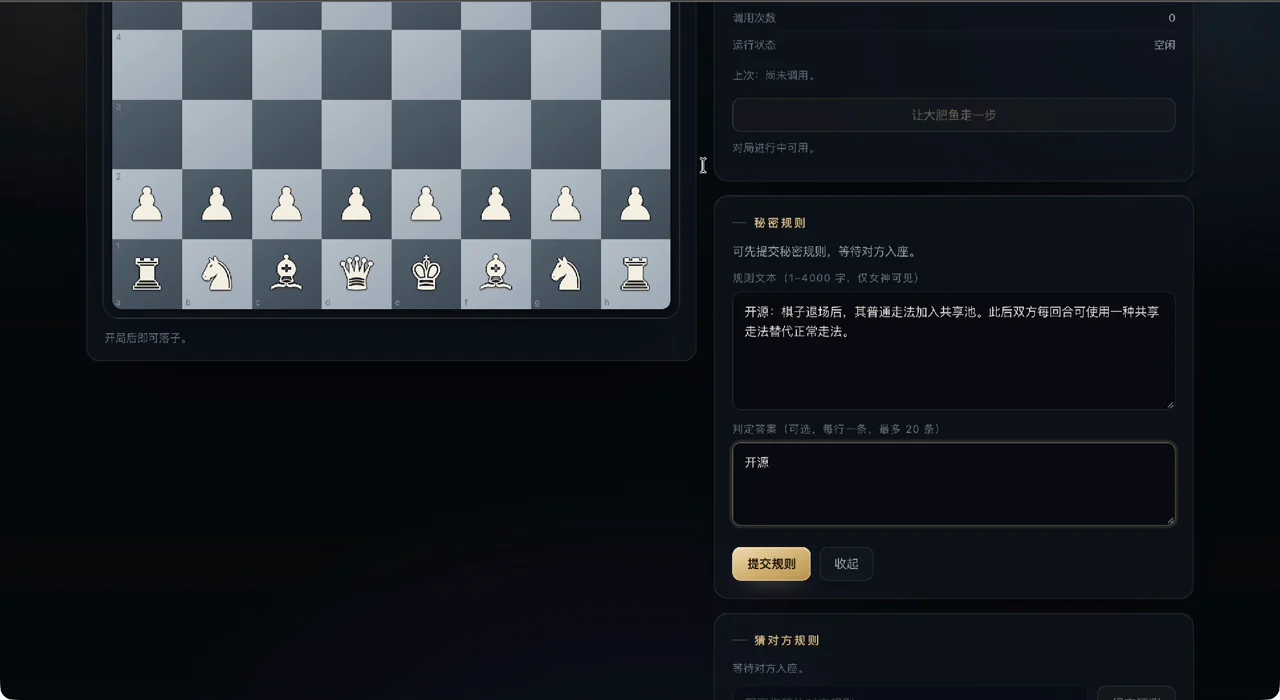 调用次数 0
运行状态 空闲
上次：尚未调用。
让大肥鱼走一步
对局进行中可用。
4
3
2
1
a b c d e f g h
开局后即可落子。
秘密规则
可先提交秘密规则，等待对方入座。
规则文本（1–4000 字，仅女神可见）
开源：棋子退场后，其普通走法加入共享池。此后双方每回合可使用一种共享
走法替代正常走法。
判定答案（可选，每行一条，最多 20 条）
开源
提交规则 收起
猜对方规则
等待对方入座。